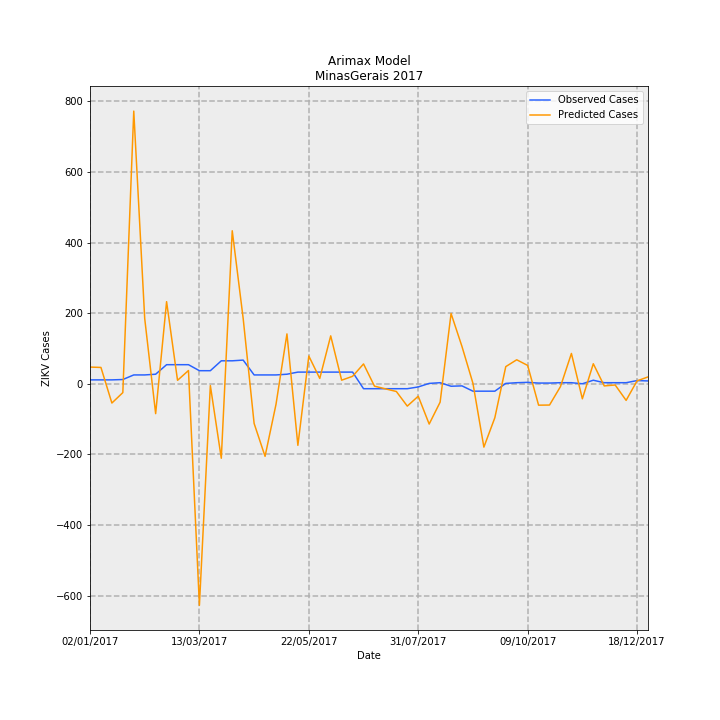 Arimax Model
MinasGerais 2017
Observed Cases
Predicted Cases
800
600
400
200
0
−200
−400
−600
ZIKV Cases
02/01/2017 13/03/2017 22/05/2017 31/07/2017 09/10/2017 18/12/2017
Date